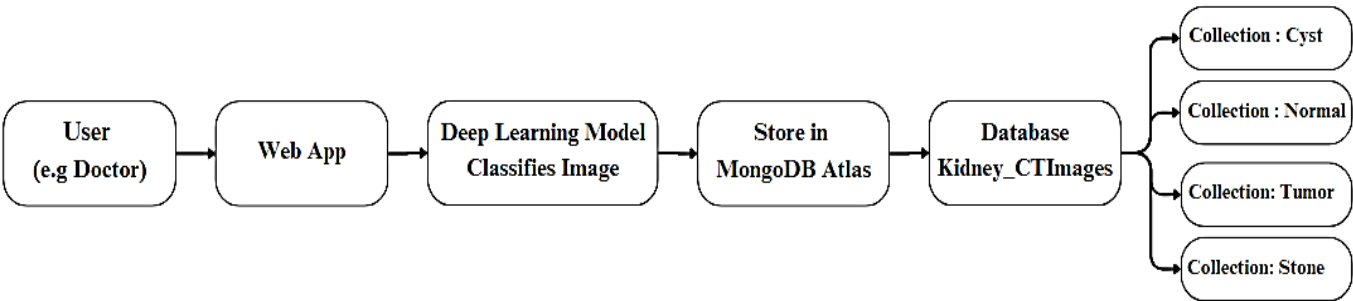 User
(e.g Doctor)
Web App
Deep Learning Model
Classifies Image
Store in
MongoDB Atlas
Database
Kidney_CTImages
Collection : Cyst
Collection : Normal
Collection: Tumor
Collection: Stone